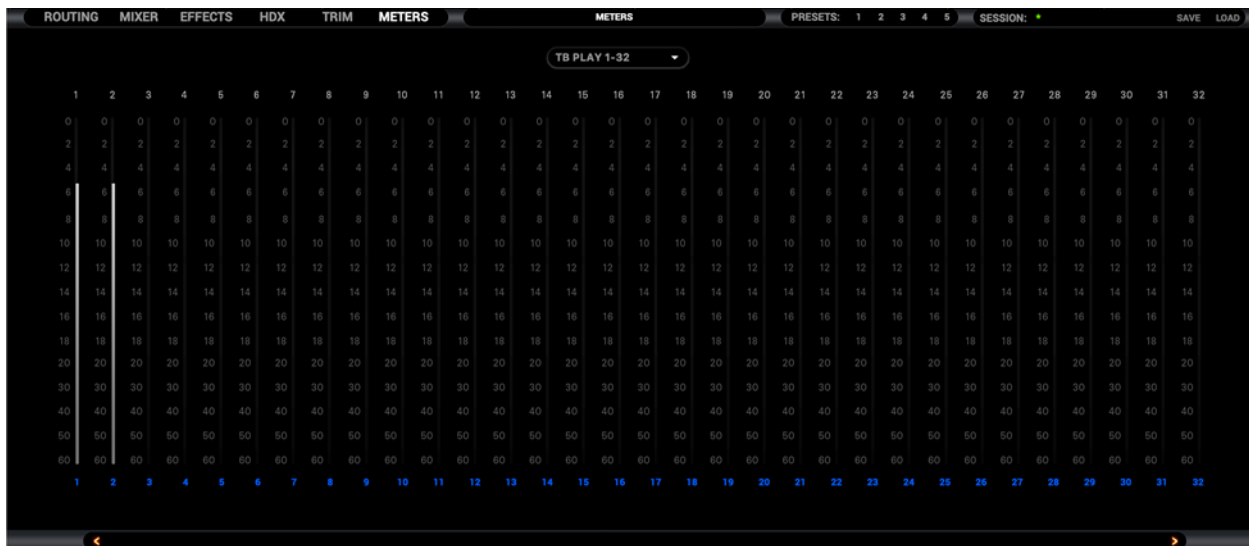 ROUTING MIXER EFFECTS HDX TRIM METERS METERS PRESETS: 1 2 3 4 5 SESSION: SAVE LOAD
TB PLAY 1-32
1 2 3 4 5 6 7 8 9 10 11 12 13 14 15 16 17 18 19 20 21 22 23 24 25 26 27 28 29 30 31 32
0 0 0 0 0 0 0 0 0 0 0 0 0 0 0 0 0 0 0 0 0 0 0 0 0 0 0 0 0 0 0 0
2 2 2 2 2 2 2 2 2 2 2 2 2 2 2 2 2 2 2 2 2 2 2 2 2 2 2 2 2 2 2 2
4 4 4 4 4 4 4 4 4 4 4 4 4 4 4 4 4 4 4 4 4 4 4 4 4 4 4 4 4 4 4 4
6 6 6 6 6 6 6 6 6 6 6 6 6 6 6 6 6 6 6 6 6 6 6 6 6 6 6 6 6 6 6 6
8 8 8 8 8 8 8 8 8 8 8 8 8 8 8 8 8 8 8 8 8 8 8 8 8 8 8 8 8 8 8 8
10 10 10 10 10 10 10 10 10 10 10 10 10 10 10 10 10 10 10 10 10 10 10 10 10 10 10 10 10 10 10 10
12 12 12 12 12 12 12 12 12 12 12 12 12 12 12 12 12 12 12 12 12 12 12 12 12 12 12 12 12 12 12 12
14 14 14 14 14 14 14 14 14 14 14 14 14 14 14 14 14 14 14 14 14 14 14 14 14 14 14 14 14 14 14 14
16 16 16 16 16 16 16 16 16 16 16 16 16 16 16 16 16 16 16 16 16 16 16 16 16 16 16 16 16 16 16 16
18 18 18 18 18 18 18 18 18 18 18 18 18 18 18 18 18 18 18 18 18 18 18 18 18 18 18 18 18 18 18 18
20 20 20 20 20 20 20 20 20 20 20 20 20 20 20 20 20 20 20 20 20 20 20 20 20 20 20 20 20 20 20 20
30 30 30 30 30 30 30 30 30 30 30 30 30 30 30 30 30 30 30 30 30 30 30 30 30 30 30 30 30 30 30 30
40 40 40 40 40 40 40 40 40 40 40 40 40 40 40 40 40 40 40 40 40 40 40 40 40 40 40 40 40 40 40 40
50 50 50 50 50 50 50 50 50 50 50 50 50 50 50 50 50 50 50 50 50 50 50 50 50 50 50 50 50 50 50 50
60 60 60 60 60 60 60 60 60 60 60 60 60 60 60 60 60 60 60 60 60 60 60 60 60 60 60 60 60 60 60 60
1 2 3 4 5 6 7 8 9 10 11 12 13 14 15 16 17 18 19 20 21 22 23 24 25 26 27 28 29 30 31 32